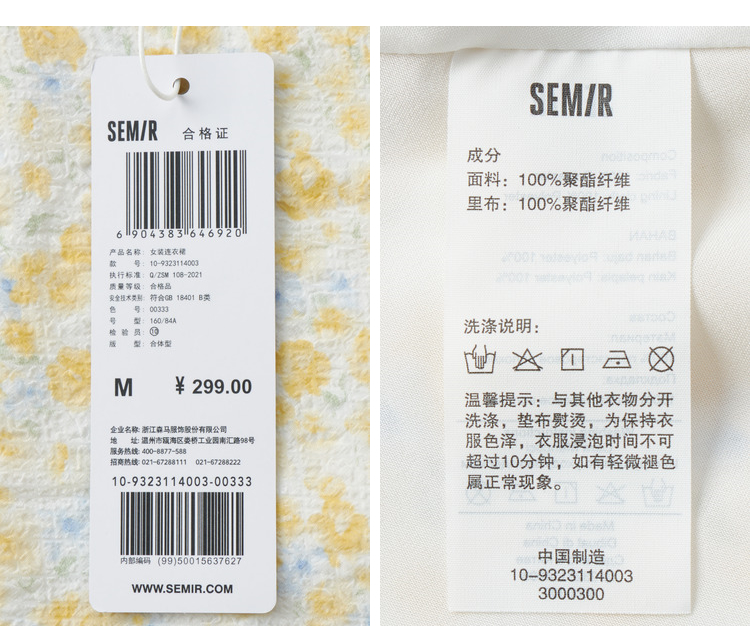 SEMIR 合格证
6 904383 646920
产品名称: 女装连衣裙
款 号: 10-9323114003
执行标准: Q/ZSM 108-2021
质量等级: 合格品
安全技术类别: 符合GB 18401 B类
色 号: 00333
号 型: 160/84A
检 验 员: ⑩
版 型: 合体型
M ¥ 299.00
企业名称: 浙江森马服饰股份有限公司
地 址: 温州市瓯海区娄桥工业园南汇路98号
服务热线: 400-8877-588
招商热线: 021-67288111 021-67288222
10-9323114003-00333
内部编码 (99)50015637627
WWW.SEMIR.COM
SEMIR
成分
面料: 100%聚酯纤维
里布: 100%聚酯纤维
洗涤说明:
温馨提示: 与其他衣物分开
洗涤, 垫布熨烫, 为保持衣
服色泽, 衣服浸泡时间不可
超过10分钟, 如有轻微褪色
属正常现象。
中国制造
10-9323114003
3000300